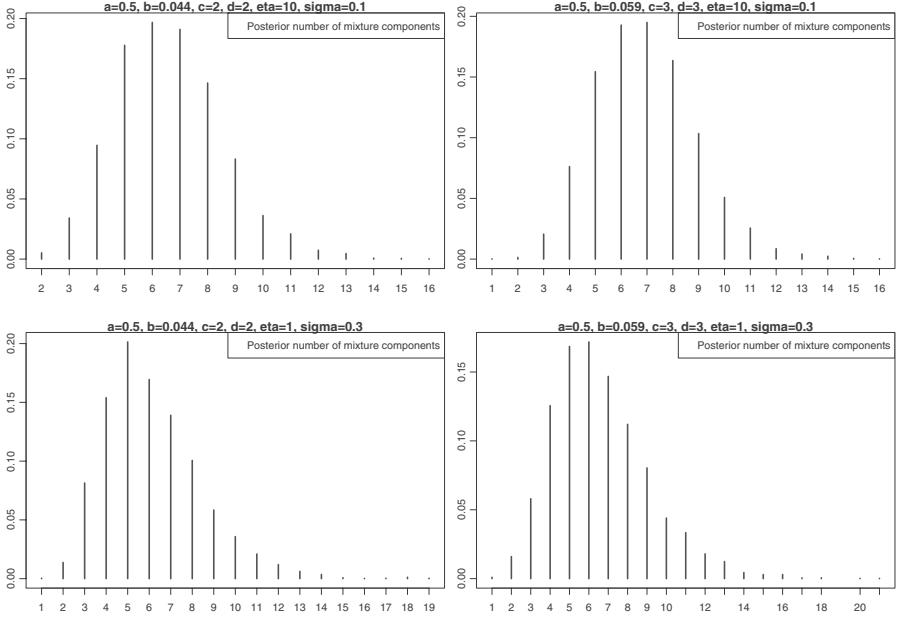 a=0.5, b=0.044, c=2, d=2, eta=10, sigma=0.1
Posterior number of mixture components
0.20
0.15
0.10
0.05
0.00
2 3 4 5 6 7 8 9 10 11 12 13 14 15 16
a=0.5, b=0.059, c=3, d=3, eta=10, sigma=0.1
Posterior number of mixture components
0.20
0.15
0.10
0.05
0.00
1 2 3 4 5 6 7 8 9 10 11 12 13 14 15 16
a=0.5, b=0.044, c=2, d=2, eta=1, sigma=0.3
Posterior number of mixture components
0.20
0.15
0.10
0.05
0.00
1 2 3 4 5 6 7 8 9 10 11 12 13 14 15 16 17 18 19
a=0.5, b=0.059, c=3, d=3, eta=1, sigma=0.3
Posterior number of mixture components
0.15
0.10
0.05
0.00
1 2 3 4 5 6 7 8 9 10 12 14 16 18 20